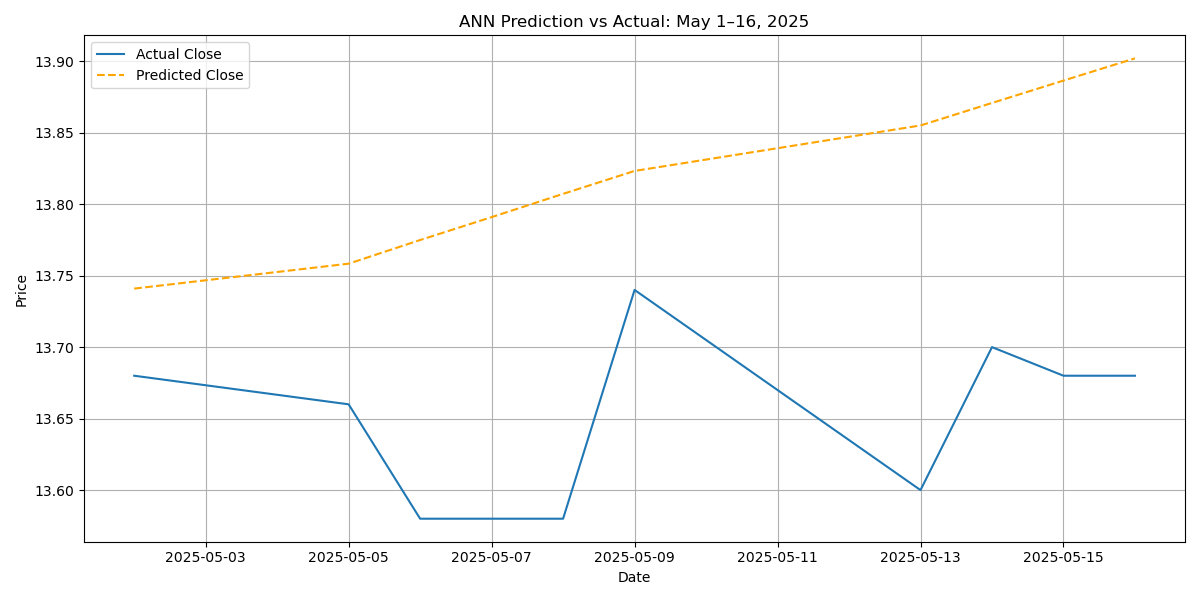 ANN Prediction vs Actual: May 1–16, 2025
Actual Close
Predicted Close
13.90
13.85
13.80
13.75
13.70
13.65
13.60
Price
2025-05-03 2025-05-05 2025-05-07 2025-05-09 2025-05-11 2025-05-13 2025-05-15
Date